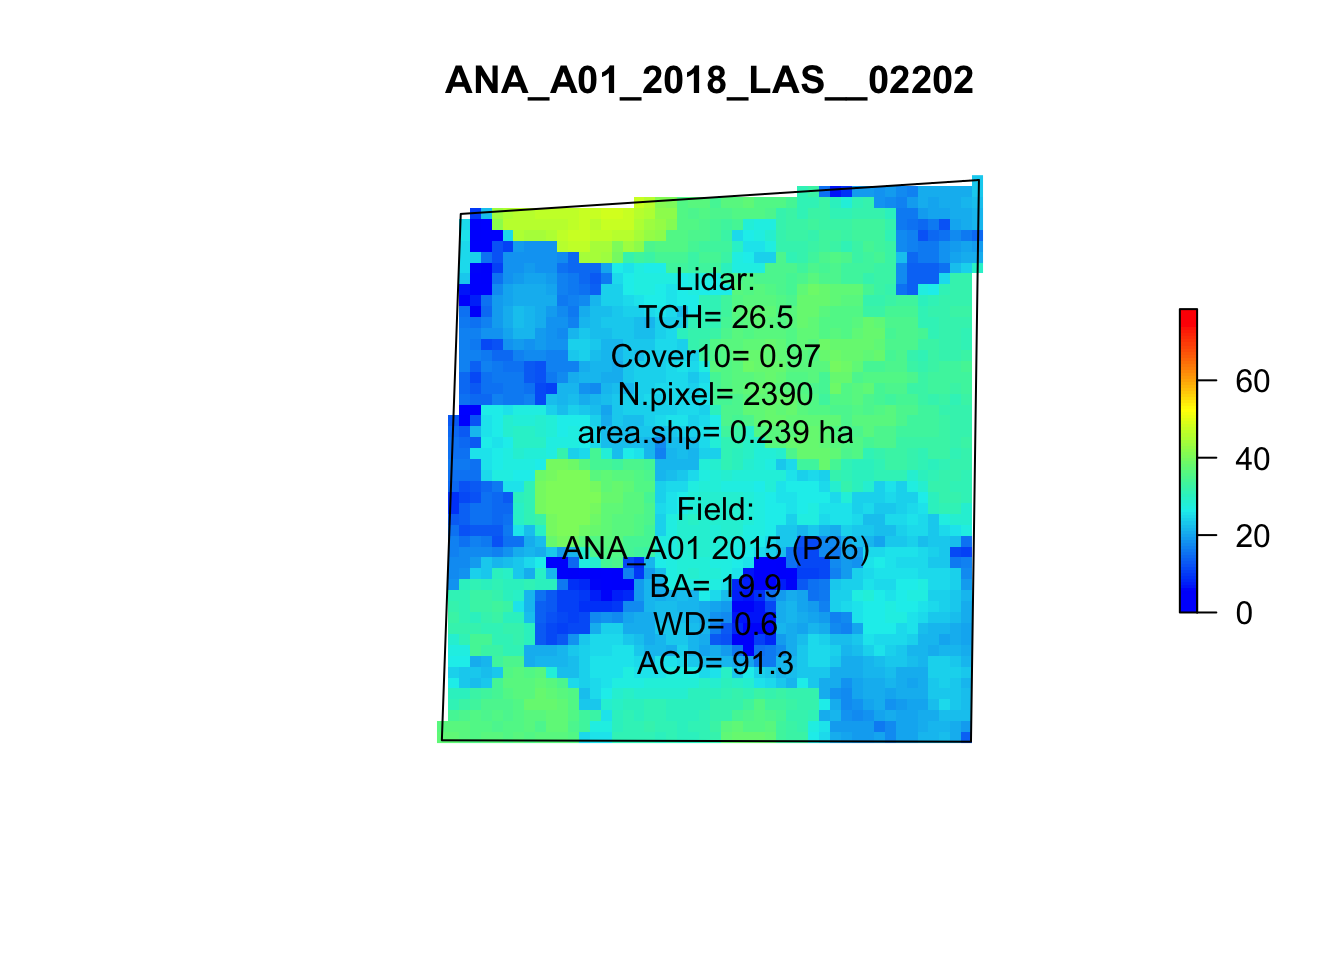 ANA_A01_2018_LAS__02202
Lidar:
TCH= 26.5
Cover10= 0.97
N.pixel= 2390
area.shp= 0.239 ha
Field:
ANA_A01 2015 (P26)
BA= 19.9
WD= 0.6
ACD= 91.3
60
40
20
0